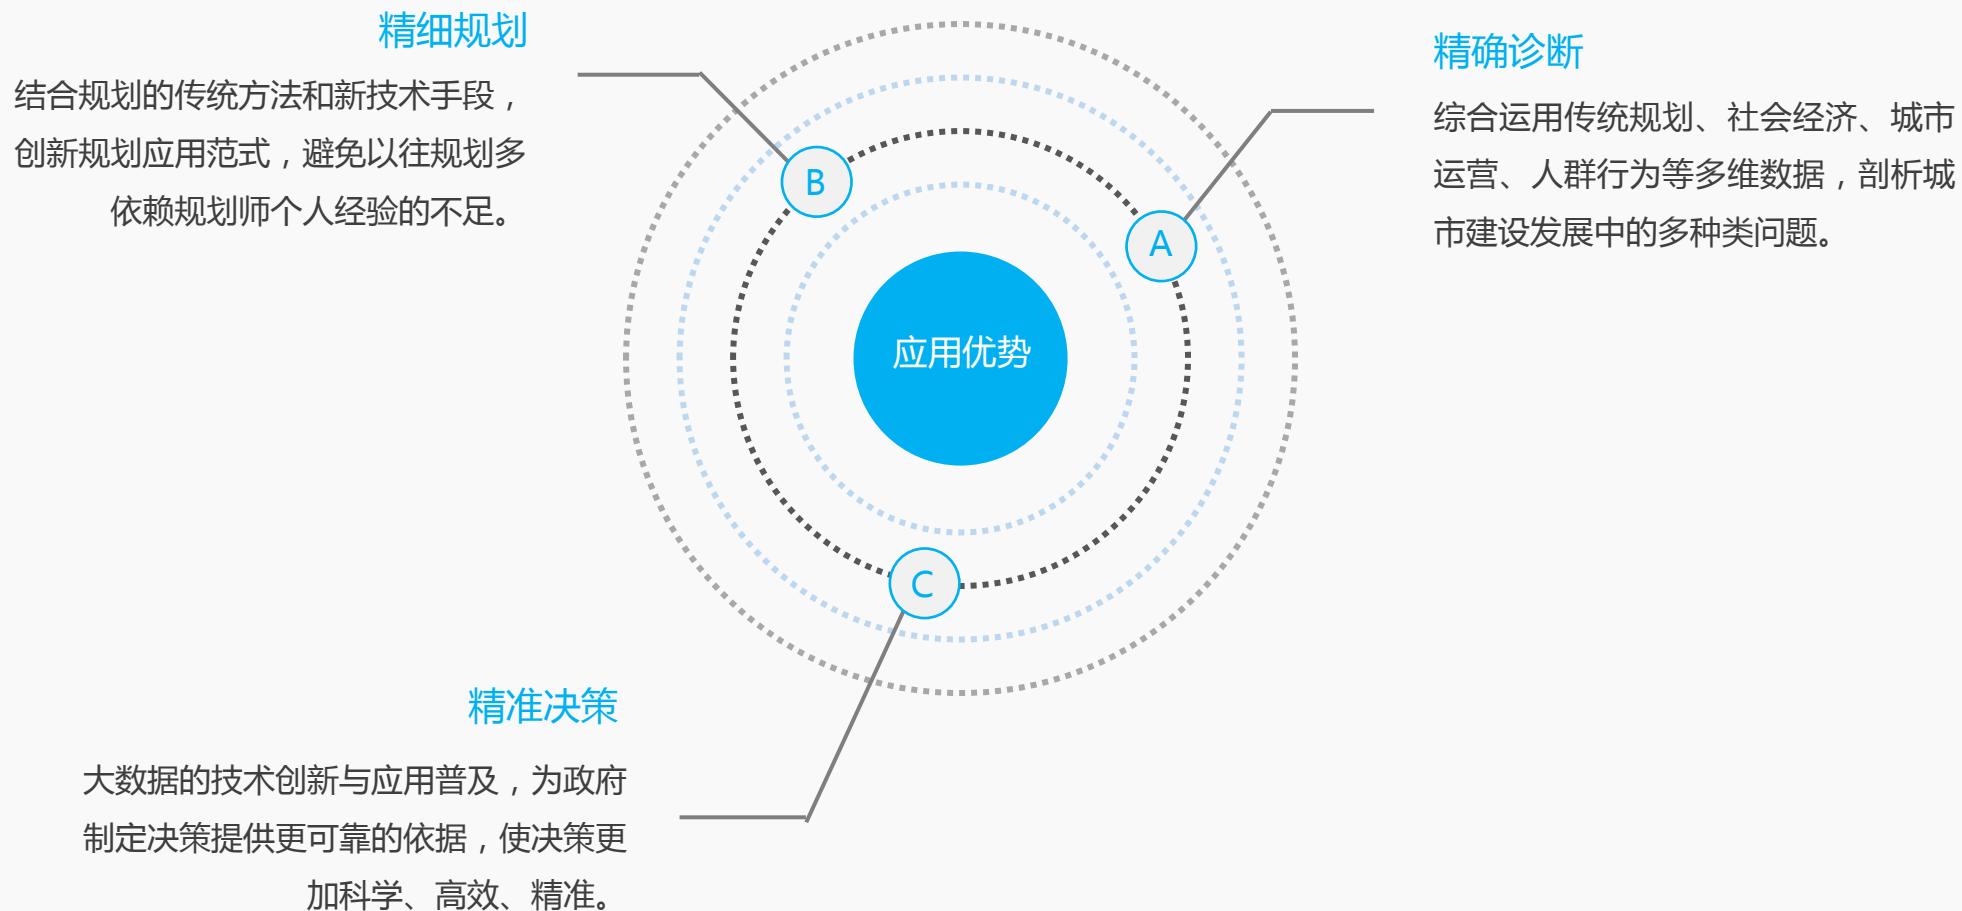 精细规划
结合规划的传统方法和新技术手段，
创新规划应用范式，避免以往规划多
依赖规划师个人经验的不足。
精确诊断
综合运用传统规划、社会经济、城市
运营、人群行为等多维数据，剖析城
市建设发展中的多种类问题。
B
A
应用优势
C
精准决策
大数据的技术创新与应用普及，为政府
制定决策提供更可靠的依据，使决策更
加科学、高效、精准。